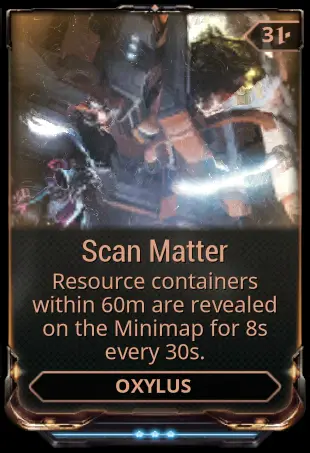 31
Scan Matter
Resource containers
within 60m are revealed
on the Minimap for 8s
every 30s.
OXYLUS